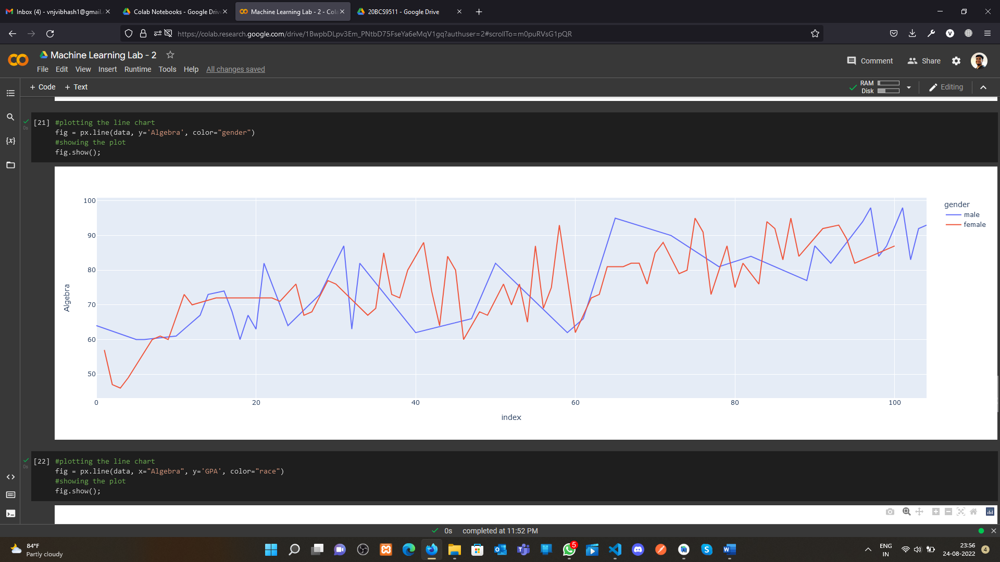 Inbox (4) - vnjvibhash1@gmail.
Colab Notebooks - Google Drive
Machine Learning Lab - 2 - Cola
20BCS9511 - Google Drive
https://colab.research.google.com/drive/1BwpbDLpv3Em_PNtbD75FseYa6eMqV1gq?authuser=2#scrollTo=m0puRVsG1pQR
Machine Learning Lab - 2
File Edit View Insert Runtime Tools Help All changes saved
Comment Share
+ Code + Text
RAM
Disk
Editing
[21] #plotting the line chart
0s
fig = px.line(data, y='Algebra', color="gender")
#showing the plot
fig.show();
100
90
80
70
60
50
Algebra
0 20 40 60 80 100
index
gender
male
female
[22] #plotting the line chart
0s
fig = px.line(data, x="Algebra", y='GPA', color="race")
#showing the plot
fig.show();
0s completed at 11:52 PM
84°F
Partly cloudy
5
ENG
IN
23:56
24-08-2022
4